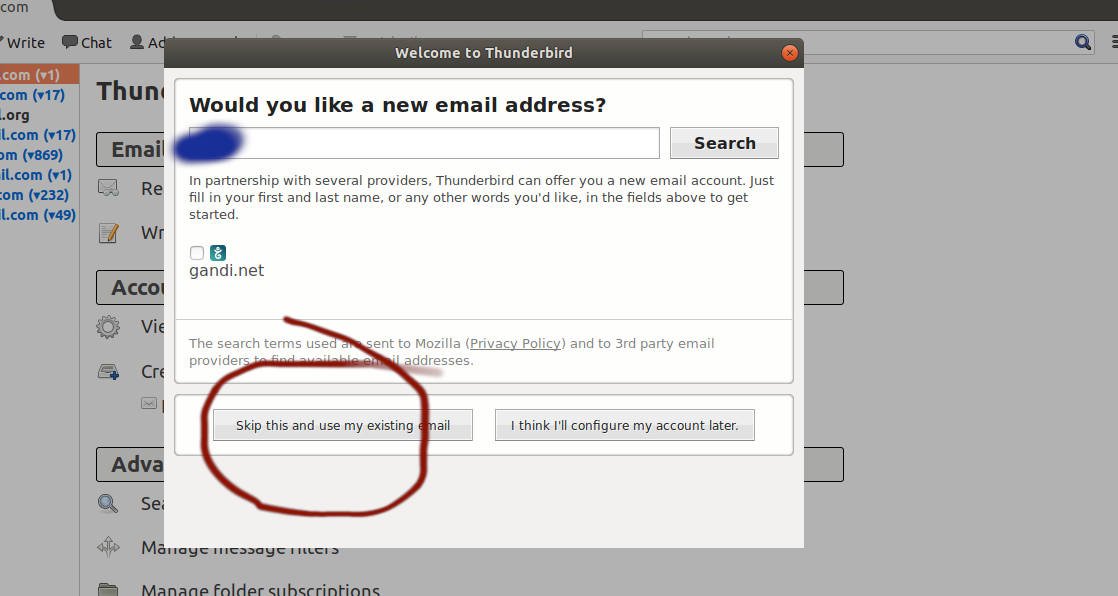 com
Write
Chat
Welcome to Thunderbird
.com (▾1)
com (▾17)
.org
il.com (▾17)
om (▾869)
ail.com (▾1)
com (▾232)
il.com (▾49)
Would you like a new email address?
Search
In partnership with several providers, Thunderbird can offer you a new email account. Just
fill in your first and last name, or any other words you'd like, in the fields above to get
started.
gandi.net
The search terms used are sent to Mozilla (Privacy Policy) and to 3rd party email
providers to find available email addresses.
Skip this and use my existing email
I think I'll configure my account later.
Thun
Email
Re
Wr
Accou
Vie
Cre
Adva
Sea
Manage message filters
Manage folder subscriptions